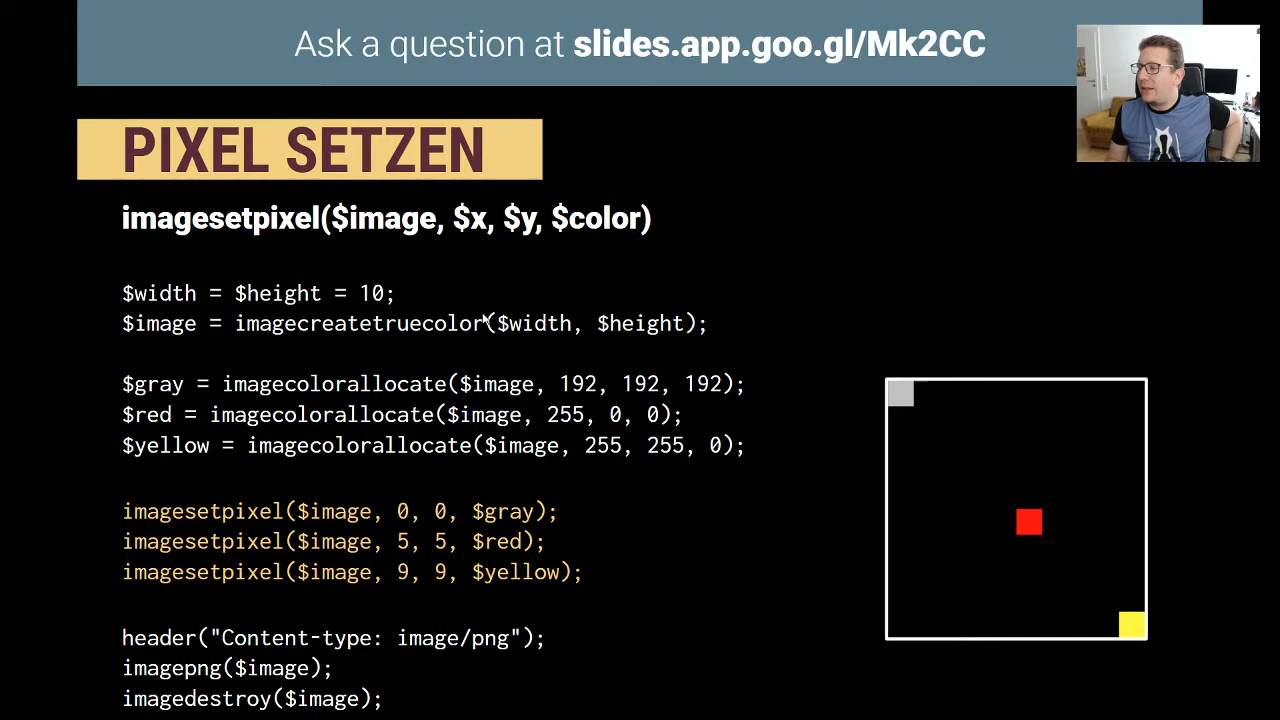 Ask a question at slides.app.goo.gl/Mk2CC
PIXEL SETZEN
imagesetpixel($image, $x, $y, $color)
$width = $height = 10;
$image = imagecreatetruecolor($width, $height);
$gray = imagecolorallocate($image, 192, 192, 192);
$red = imagecolorallocate($image, 255, 0, 0);
$yellow = imagecolorallocate($image, 255, 255, 0);
imagesetpixel($image, 0, 0, $gray);
imagesetpixel($image, 5, 5, $red);
imagesetpixel($image, 9, 9, $yellow);
header("Content-type: image/png");
imagepng($image);
imagedestroy($image);